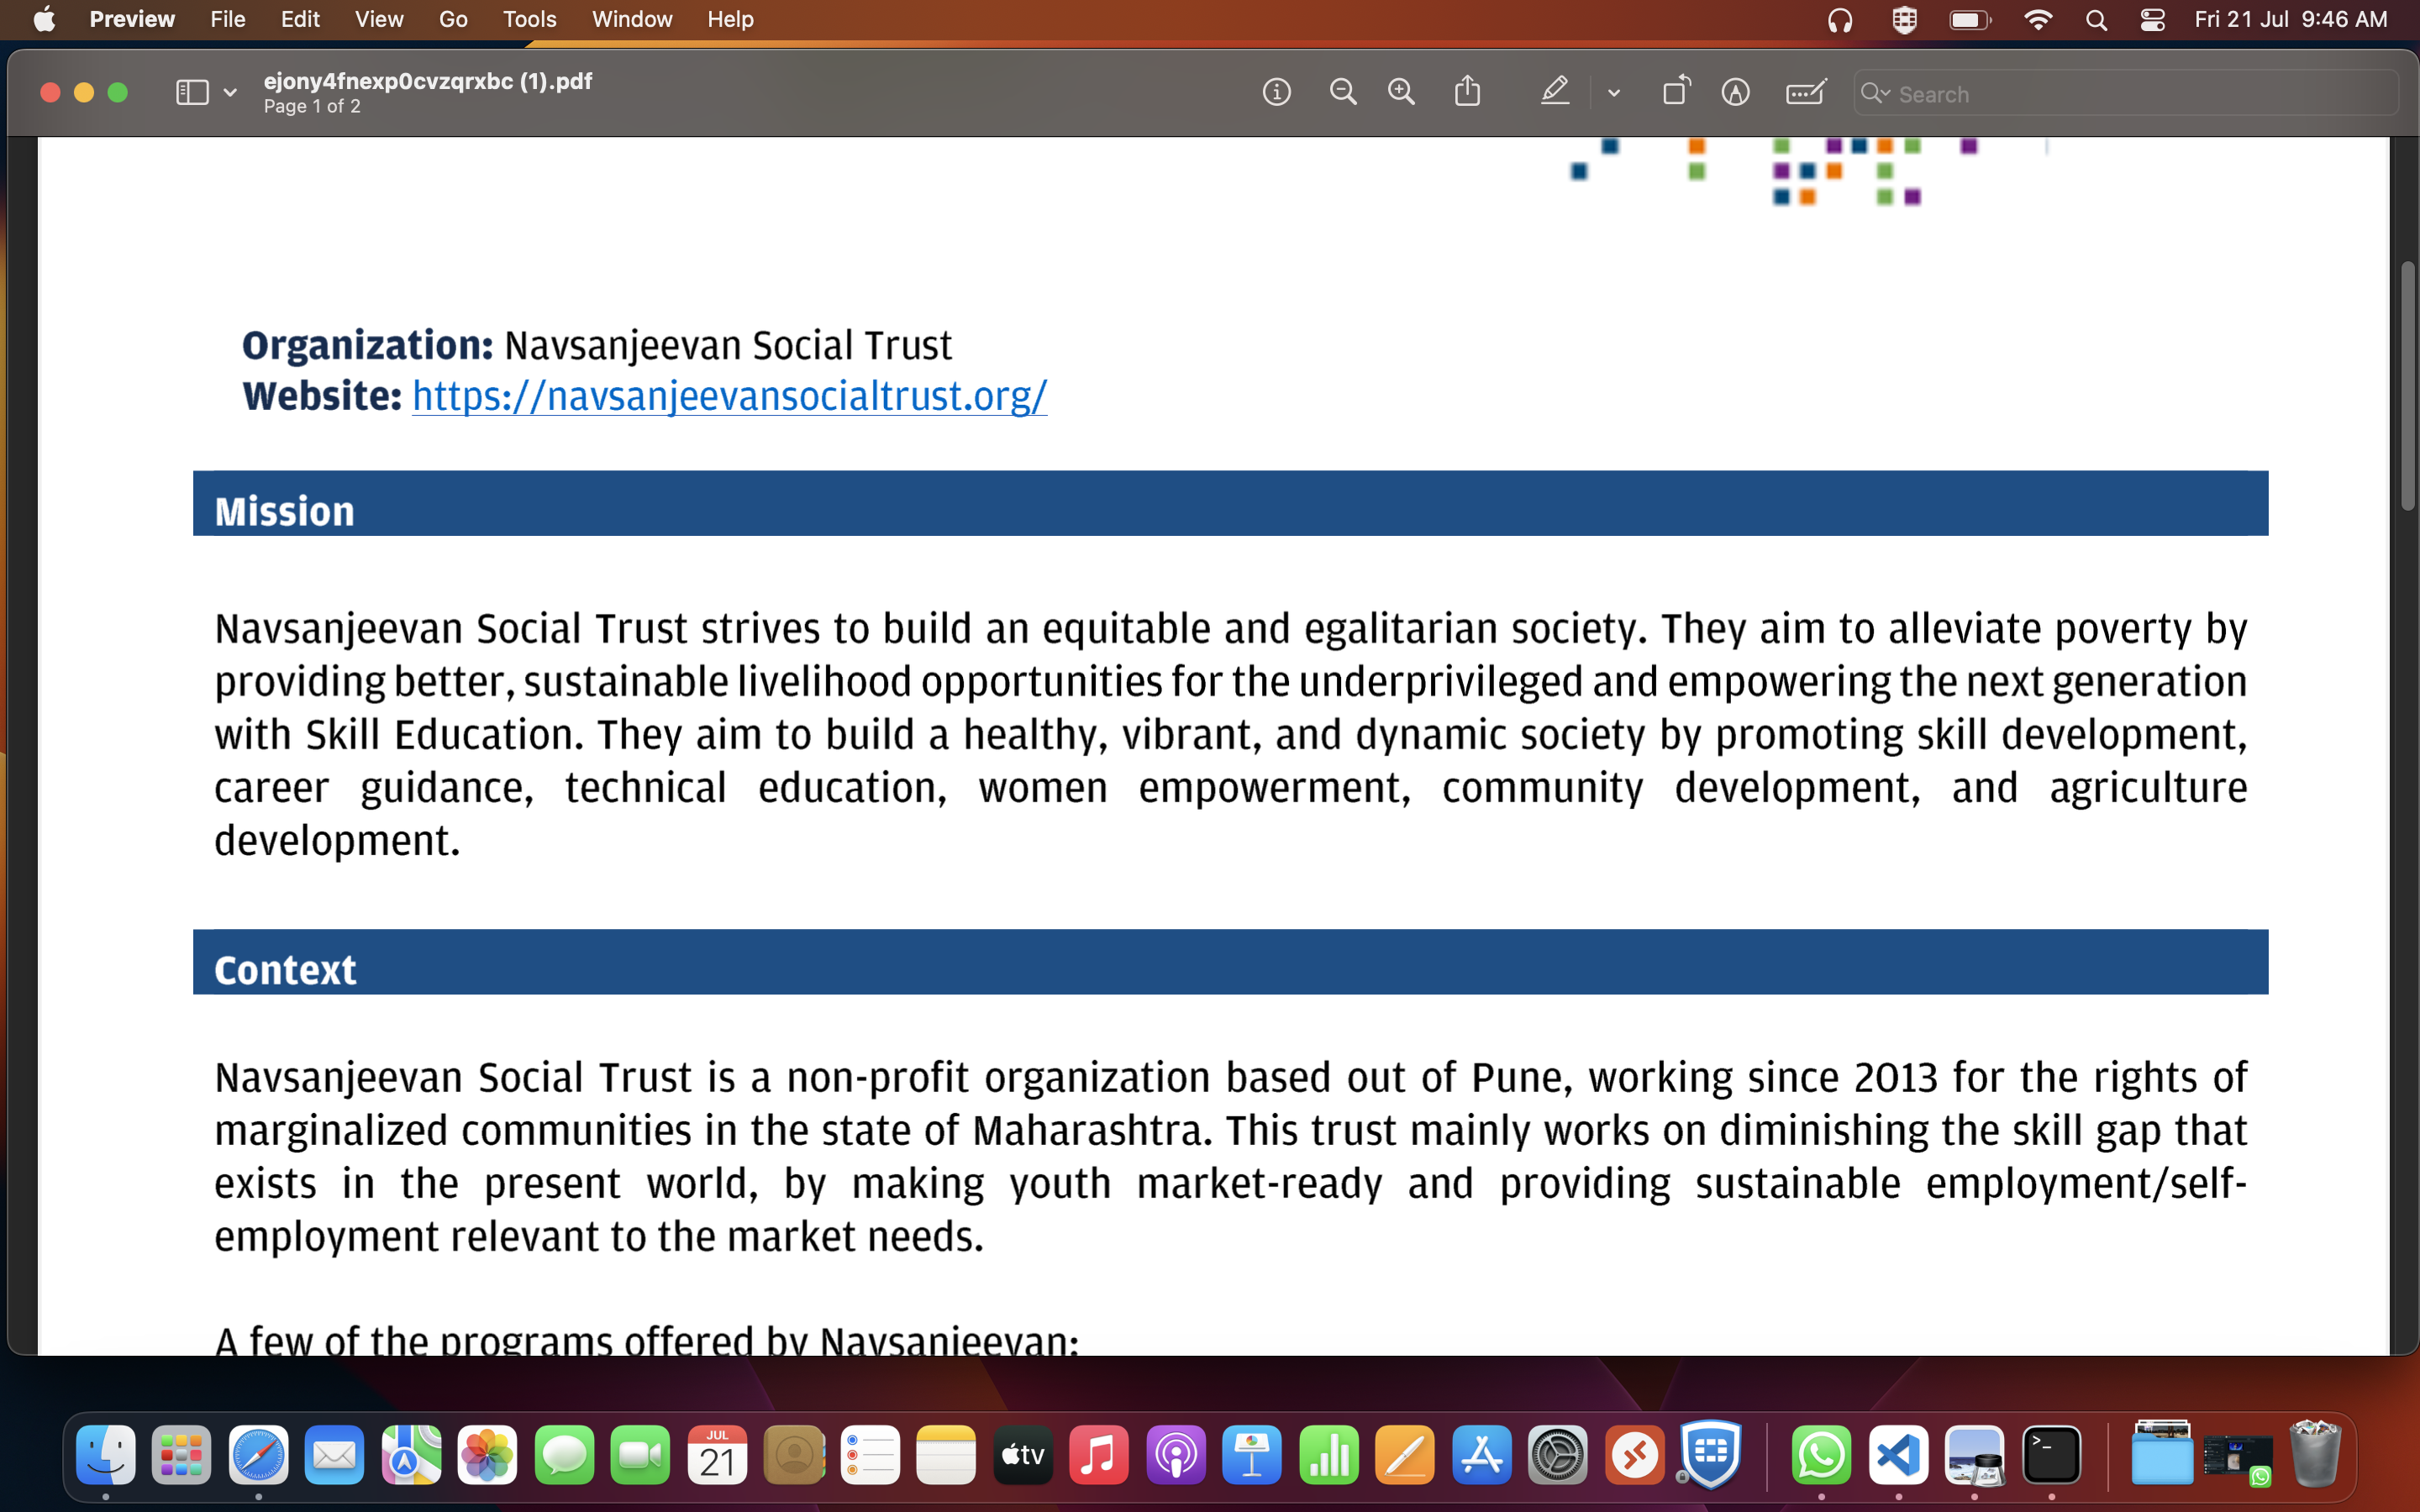 Preview File Edit View Go Tools Window Help Fri 21 Jul 9:46 AM
ejony4fnexp0cvzqrxbc (1).pdf
Page 1 of 2
Search
Organization: Navsanjeevan Social Trust
Website: https://navsanjeevansocialtrust.org/
Mission
Navsanjeevan Social Trust strives to build an equitable and egalitarian society. They aim to alleviate poverty by
providing better, sustainable livelihood opportunities for the underprivileged and empowering the next generation
with Skill Education. They aim to build a healthy, vibrant, and dynamic society by promoting skill development,
career guidance, technical education, women empowerment, community development, and agriculture
development.
Context
Navsanjeevan Social Trust is a non-profit organization based out of Pune, working since 2013 for the rights of
marginalized communities in the state of Maharashtra. This trust mainly works on diminishing the skill gap that
exists in the present world, by making youth market-ready and providing sustainable employment/self-
employment relevant to the market needs.
A few of the programs offered by Navsanjeevan:
JUL
21
tv